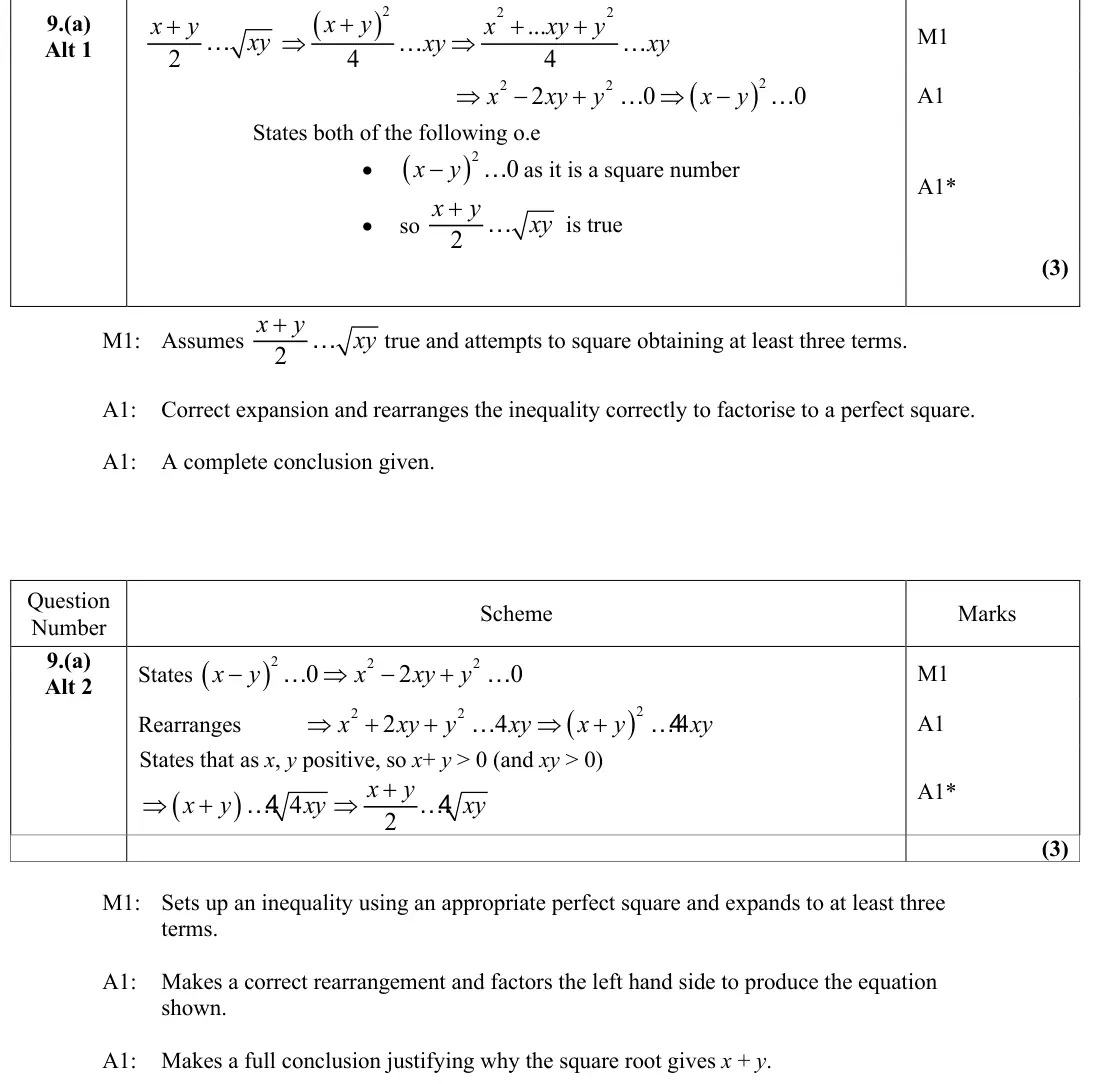 9.(a)
Alt 1
(x + y)/2 …√(xy) ⇒ (x + y)²/4 …xy ⇒ (x² + ...xy + y²)/4 …xy
M1
⇒ x² − 2xy + y² …0 ⇒ (x − y)² …0
A1
States both of the following o.e
• (x − y)² …0 as it is a square number
A1*
• so (x + y)/2 …√(xy) is true
(3)
M1: Assumes (x + y)/2 …√(xy) true and attempts to square obtaining at least three terms.
A1: Correct expansion and rearranges the inequality correctly to factorise to a perfect square.
A1: A complete conclusion given.
Question Number
Scheme
Marks
9.(a)
Alt 2
States (x − y)² …0 ⇒ x² − 2xy + y² …0
M1
Rearranges ⇒ x² + 2xy + y² …4xy ⇒ (x + y)² …44xy
A1
States that as x, y positive, so x+ y > 0 (and xy > 0)
⇒ (x + y) …4√(4xy) ⇒ (x + y)/2 …4√(xy)
A1*
(3)
M1: Sets up an inequality using an appropriate perfect square and expands to at least three
terms.
A1: Makes a correct rearrangement and factors the left hand side to produce the equation
shown.
A1: Makes a full conclusion justifying why the square root gives x + y.